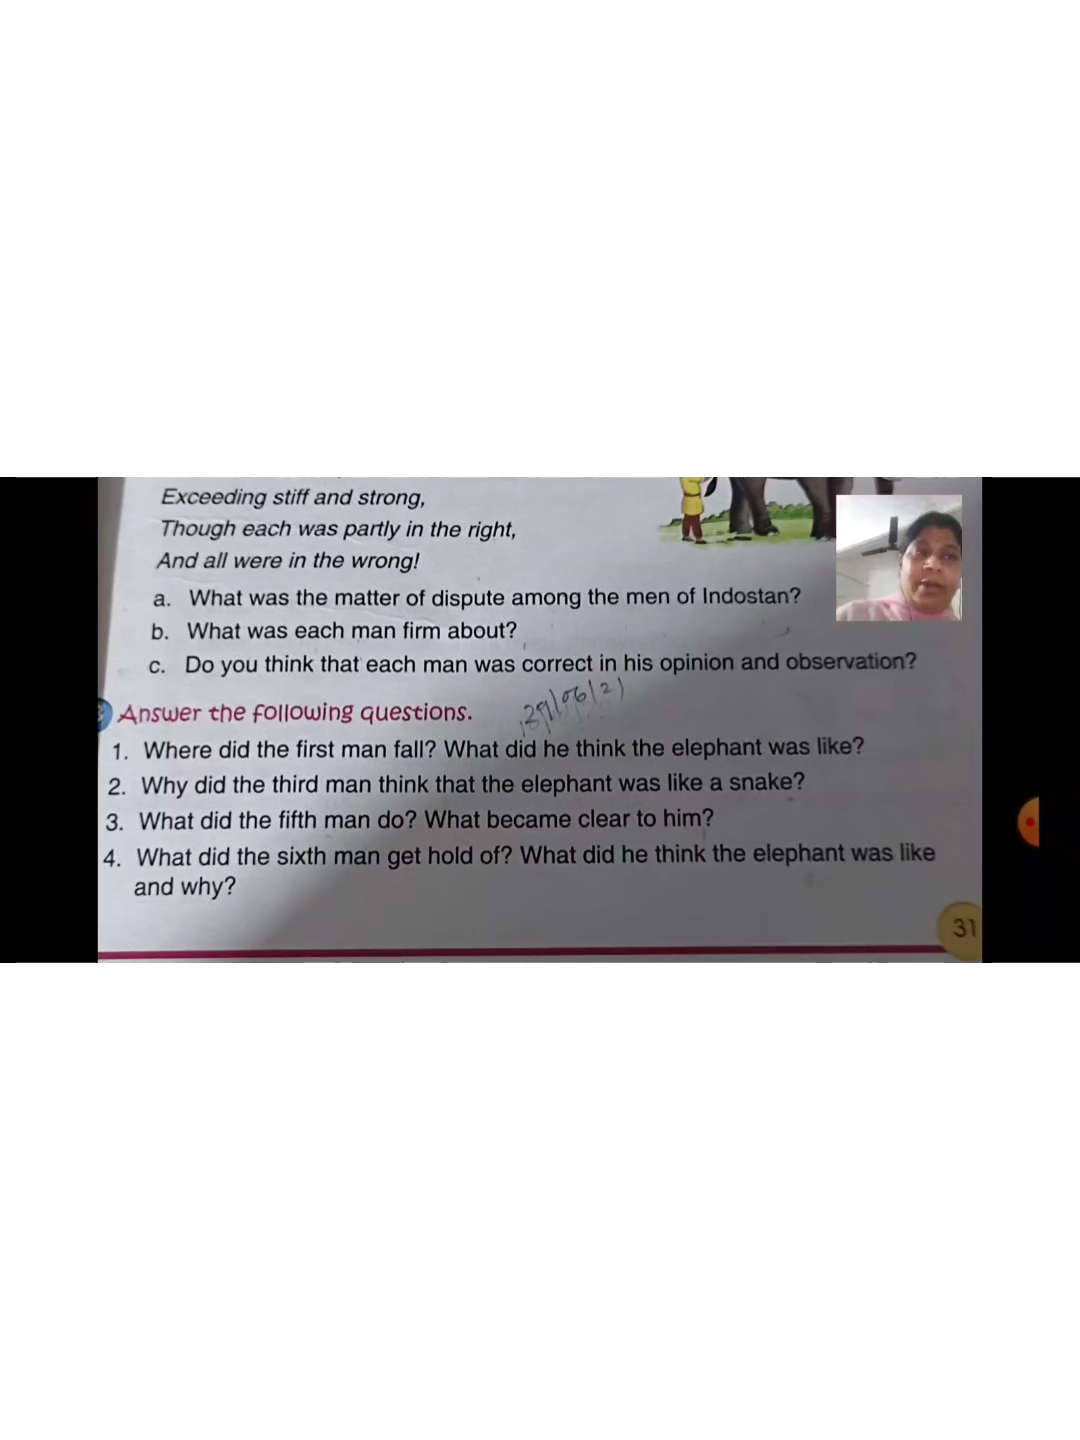 Exceeding stiff and strong,
Though each was partly in the right,
And all were in the wrong!
a. What was the matter of dispute among the men of Indostan?
b. What was each man firm about?
c. Do you think that each man was correct in his opinion and observation?
Answer the following questions.
29/06/21
1. Where did the first man fall? What did he think the elephant was like?
2. Why did the third man think that the elephant was like a snake?
3. What did the fifth man do? What became clear to him?
4. What did the sixth man get hold of? What did he think the elephant was like
and why?
31